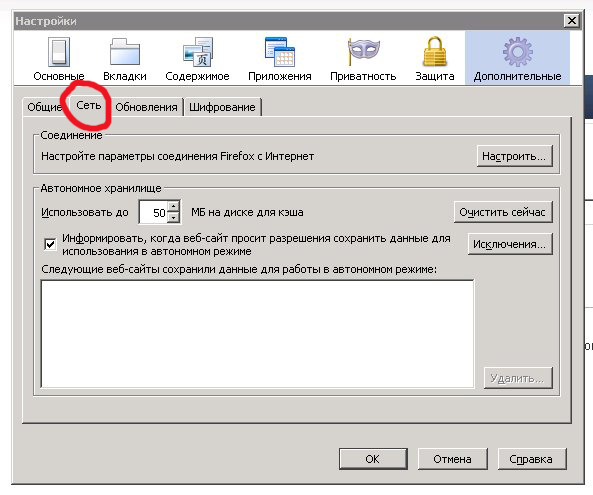 Настройки
Основные
Вкладки
Содержимое
Приложения
Приватность
Защита
Дополнительные
Общие
Сеть
Обновления
Шифрование
Соединение
Настройте параметры соединения Firefox с Интернет
Настроить...
Автономное хранилище
Использовать до 50 МБ на диске для кэша
Очистить сейчас
Информировать, когда веб-сайт просит разрешения сохранить данные для
использования в автономном режиме
Исключения...
Следующие веб-сайты сохранили данные для работы в автономном режиме:
Удалить...
OK
Отмена
Справка